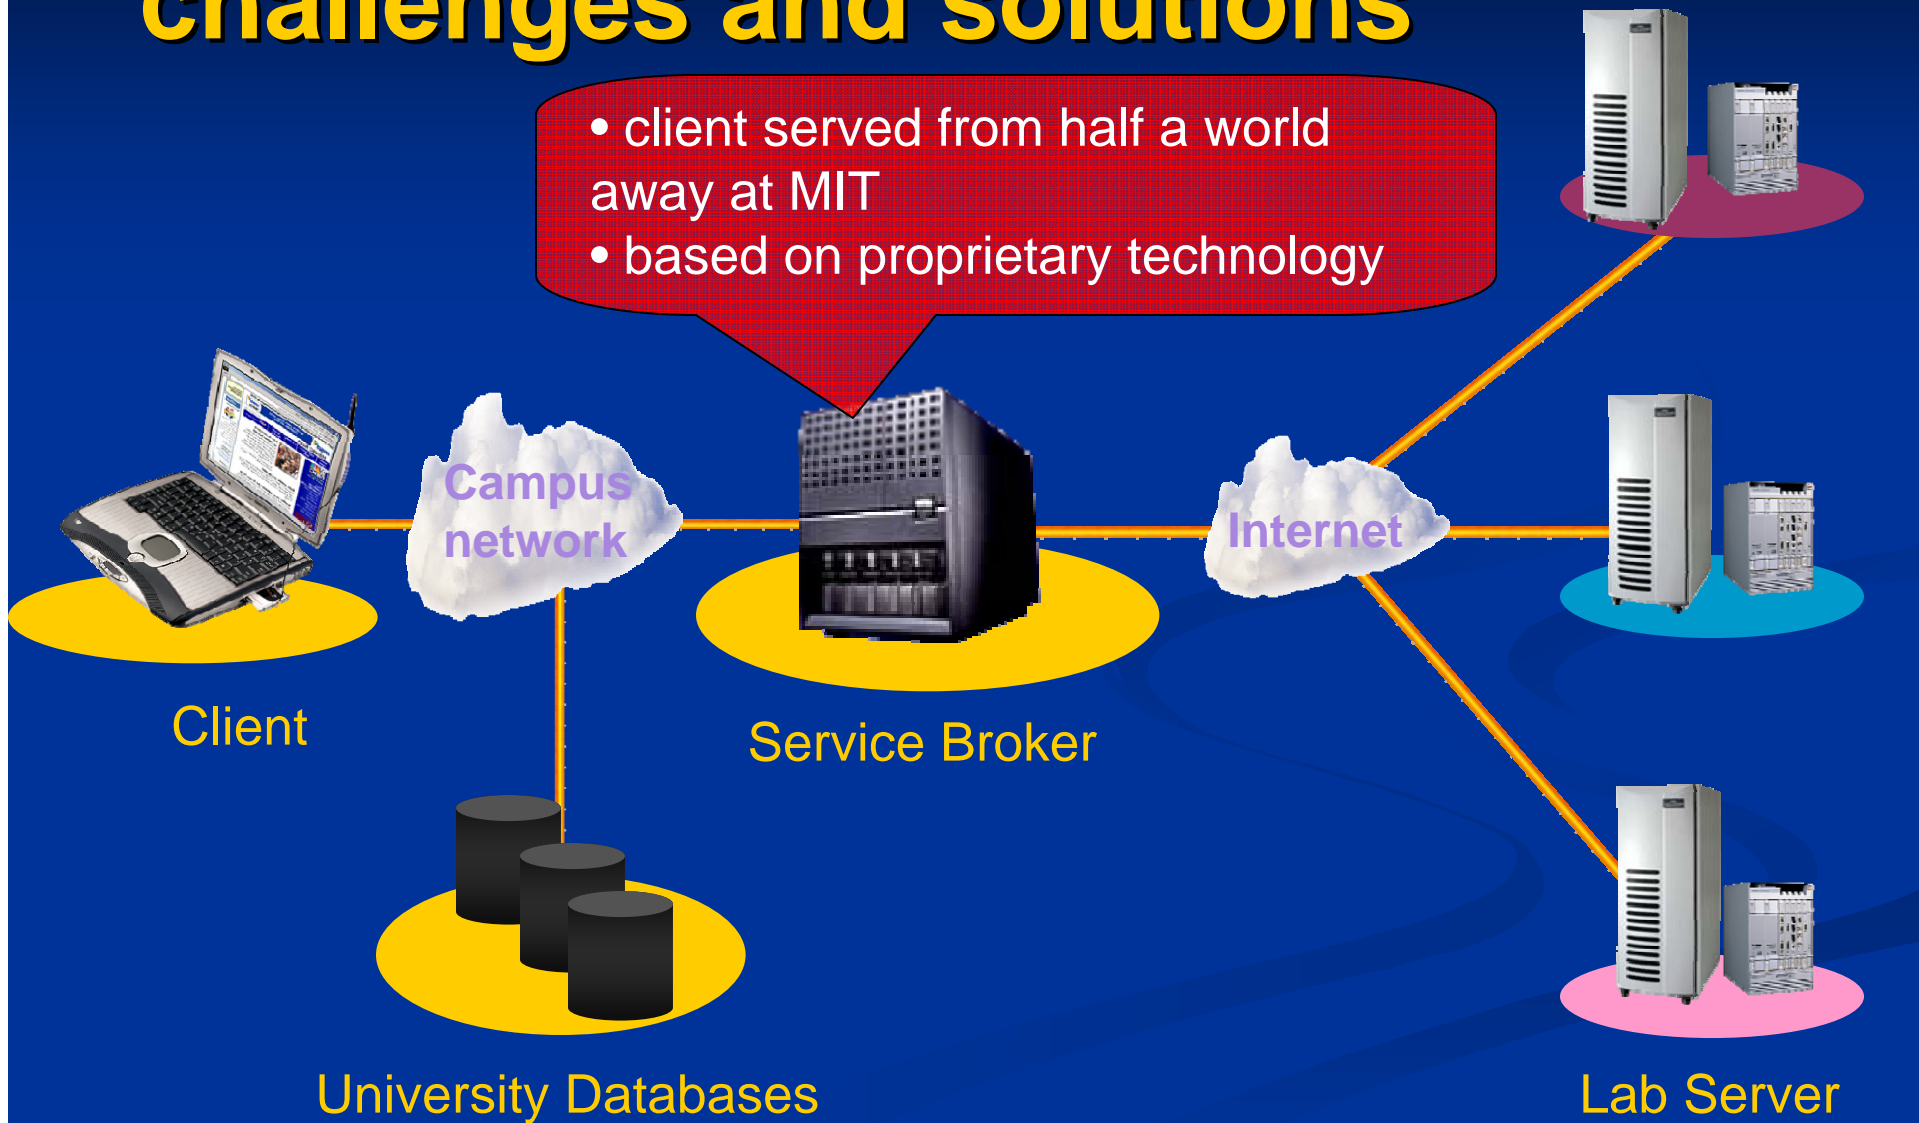 challenges and solutions
• client served from half a world
away at MIT
• based on proprietary technology
Campus
network
Internet
Client
Service Broker
University Databases
Lab Server